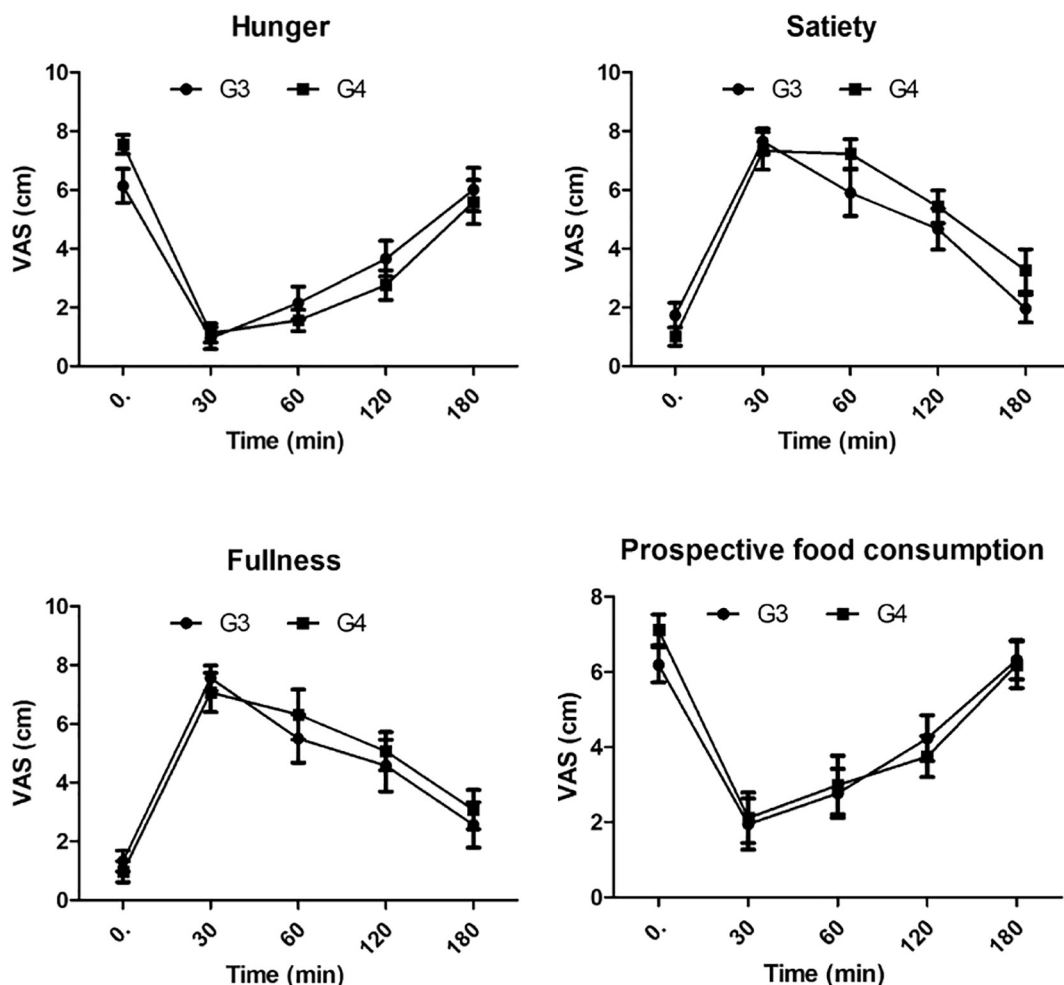 Hunger
G3 G4
10
8
6
4
2
0
VAS (cm)
0. 30 60 120 180
Time (min)
Satiety
G3 G4
10
8
6
4
2
0
VAS (cm)
0. 30 60 120 180
Time (min)
Fullness
G3 G4
10
8
6
4
2
0
VAS (cm)
0. 30 60 120 180
Time (min)
Prospective food consumption
G3 G4
8
6
4
2
0
VAS (cm)
0. 30 60 120 180
Time (min)